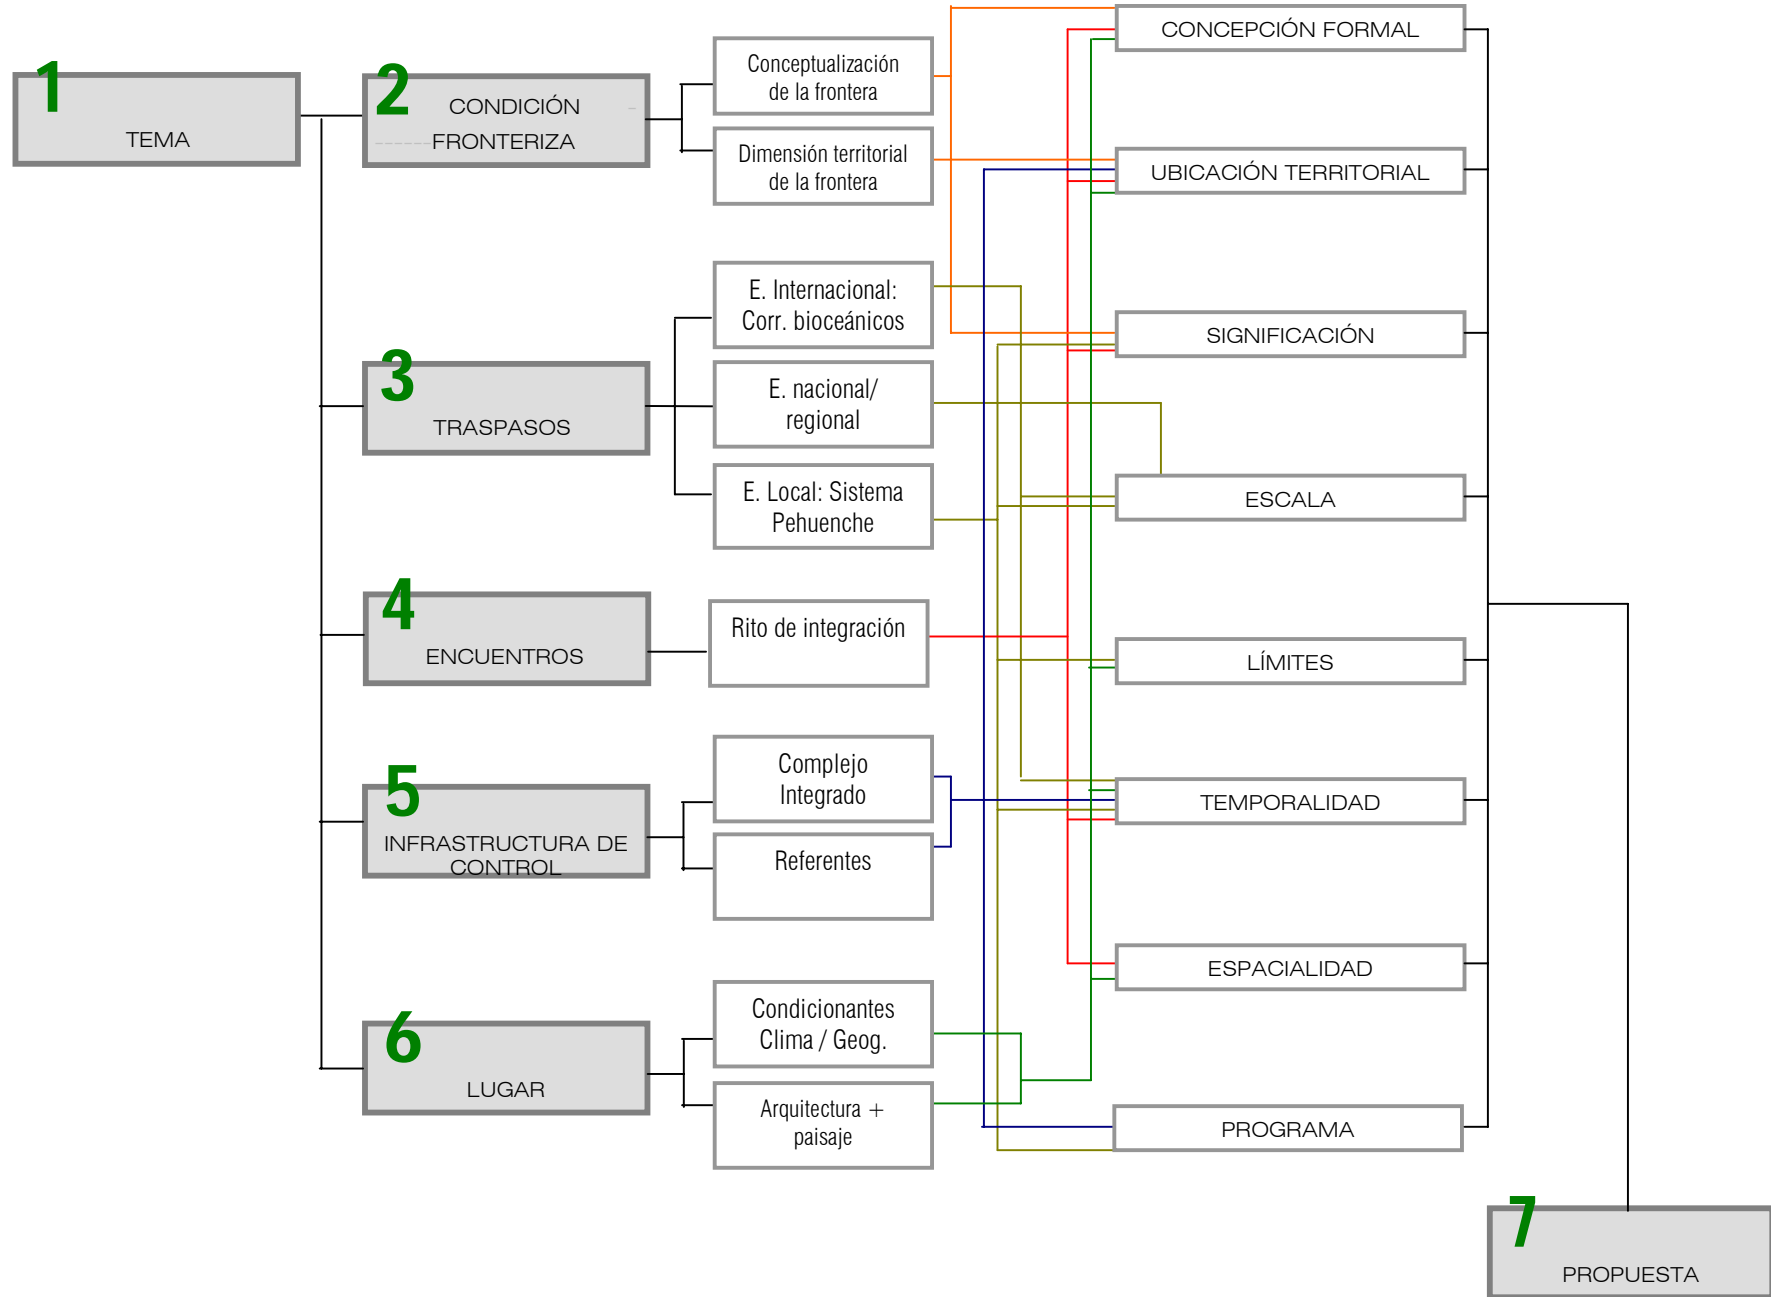 1
TEMA
2
CONDICIÓN
FRONTERIZA
Conceptualización
de la frontera
Dimensión territorial
de la frontera
3
TRASPASOS
E. Internacional:
Corr. bioceánicos
E. nacional/
regional
E. Local: Sistema
Pehuenche
4
ENCUENTROS
Rito de integración
5
INFRASTRUCTURA DE
CONTROL
Complejo
Integrado
Referentes
6
LUGAR
Condicionantes
Clima / Geog.
Arquitectura +
paisaje
CONCEPCIÓN FORMAL
UBICACIÓN TERRITORIAL
SIGNIFICACIÓN
ESCALA
LÍMITES
TEMPORALIDAD
ESPACIALIDAD
PROGRAMA
7
PROPUESTA